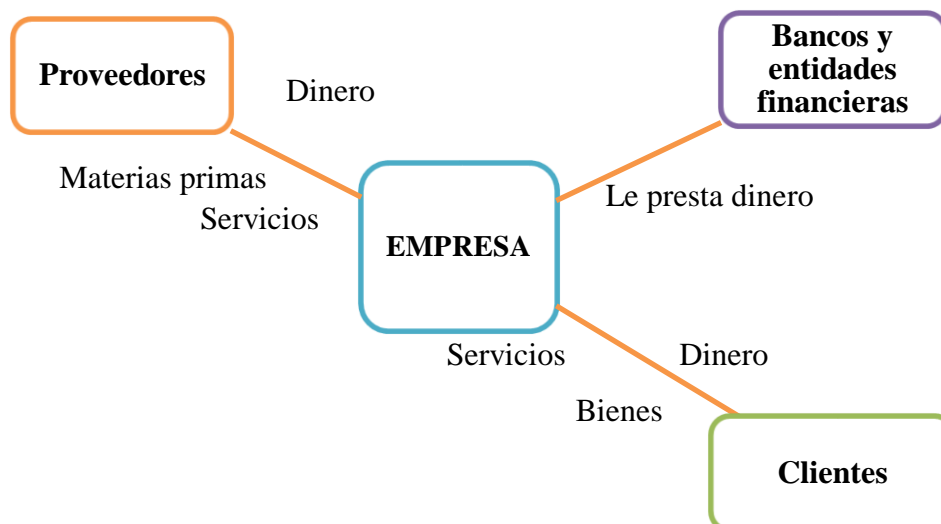 Proveedores
Dinero
Bancos y
entidades
financieras
Materias primas
Servicios
Le presta dinero
EMPRESA
Servicios
Dinero
Bienes
Clientes